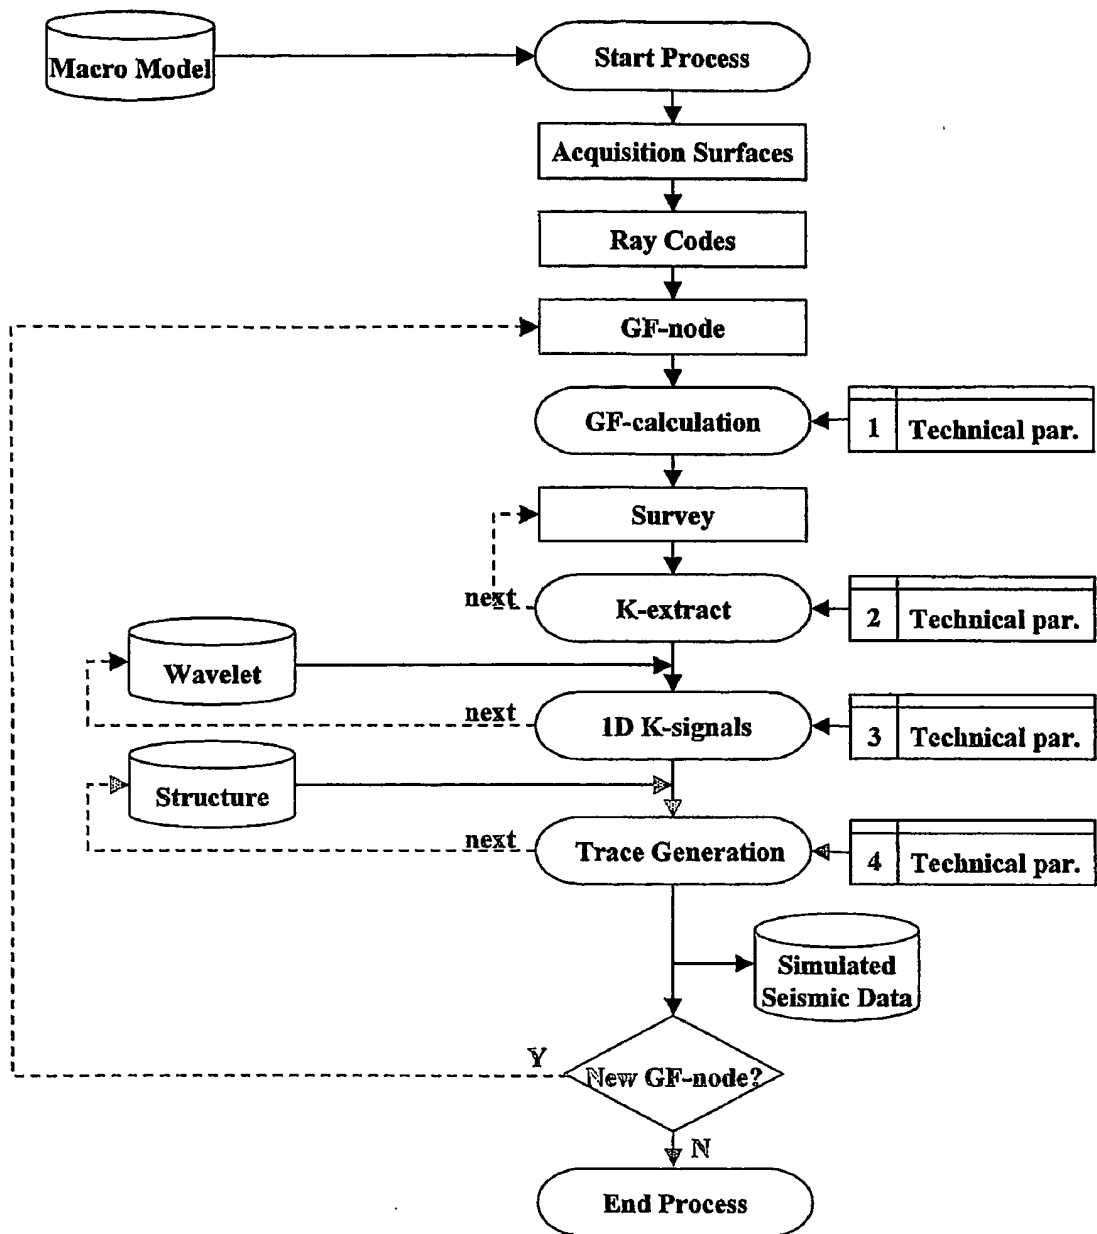 Macro Model
Start Process
Acquisition Surfaces
Ray Codes
GF-node
GF-calculation
1 Technical par.
Survey
next
K-extract
2 Technical par.
Wavelet
next
1D K-signals
3 Technical par.
Structure
next
Trace Generation
4 Technical par.
Simulated
Seismic Data
Y
New GF-node?
N
End Process